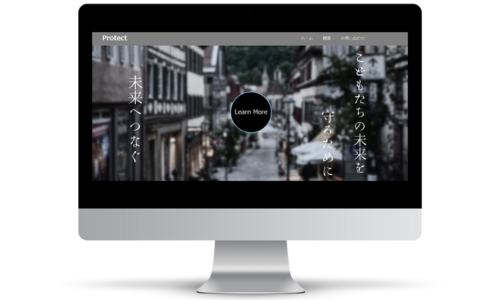 Protect
ホーム
概要
お問い合わせ
こどもたちの未来を
守るために
未来へつなぐ
Learn More